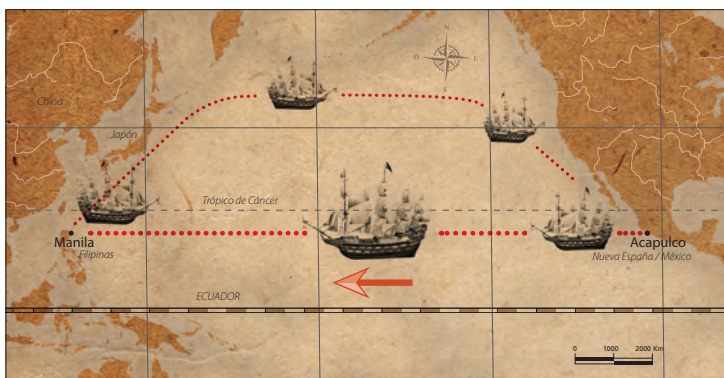 N
O
E
S
China
Japón
Trópico de Cáncer
Manila
Filipinas
Acapulco
Nueva España / México
ECUADOR
0 1000 2000 Km